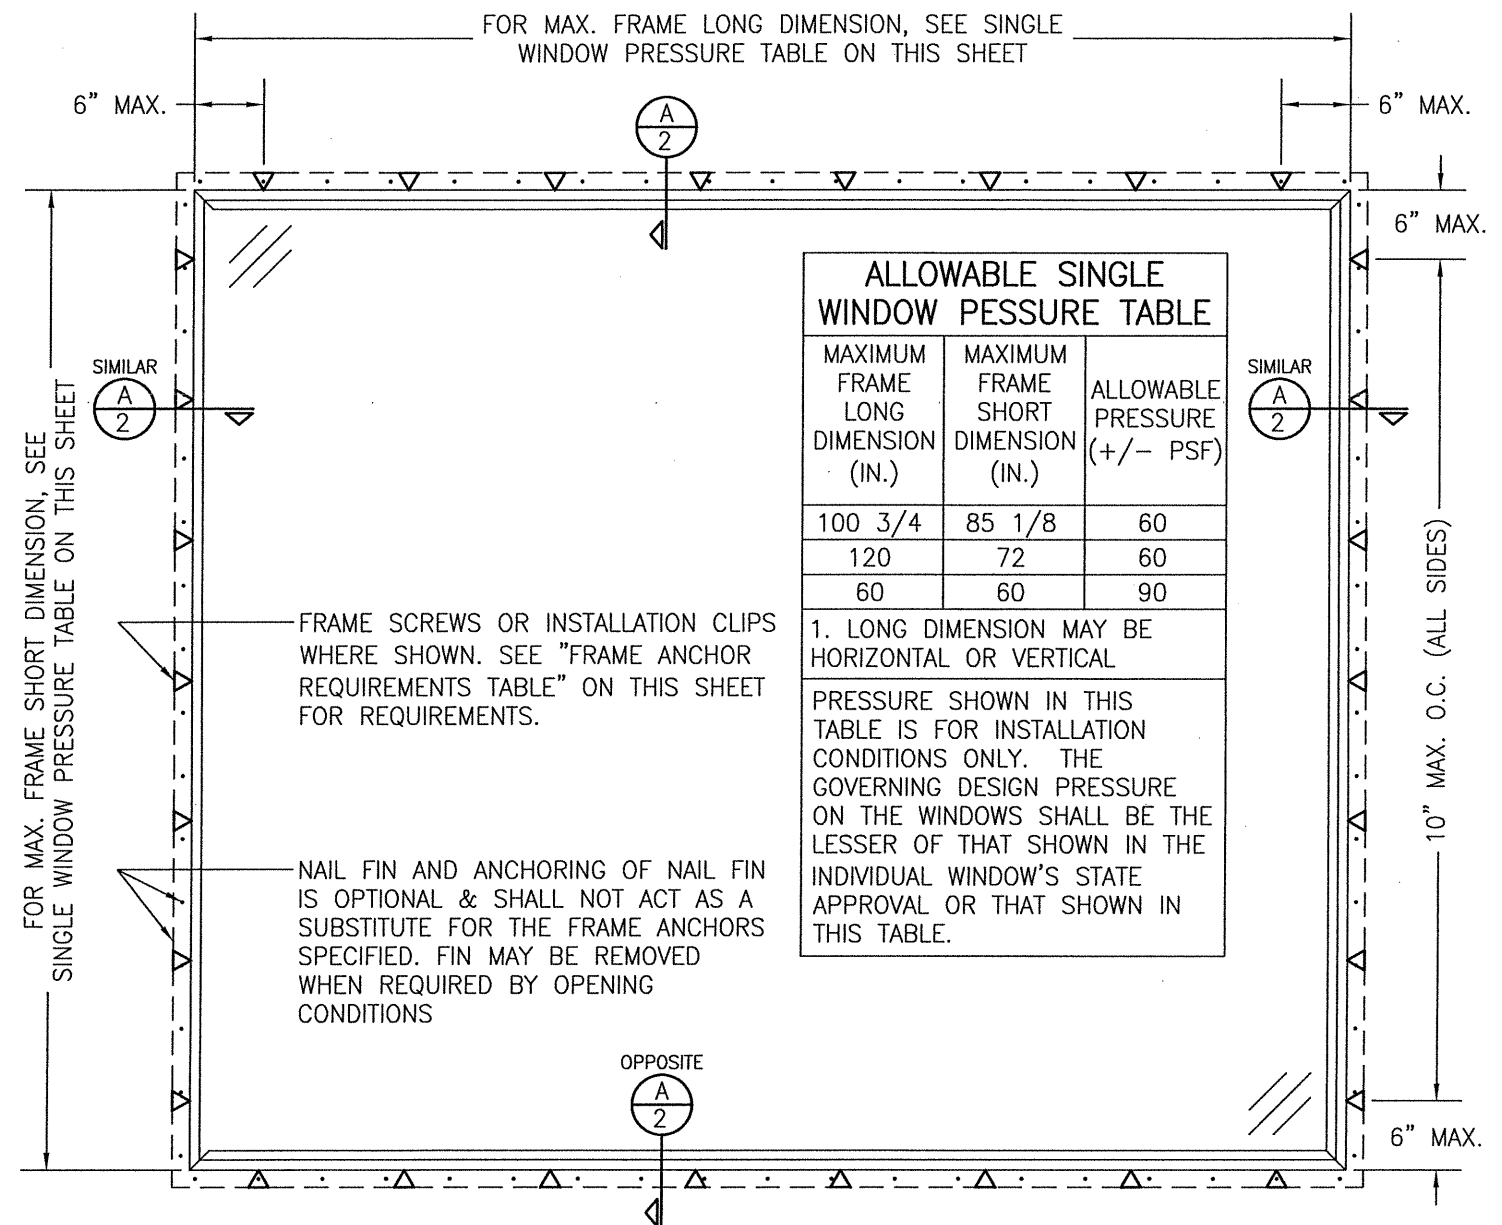 FOR MAX. FRAME LONG DIMENSION, SEE SINGLE
WINDOW PRESSURE TABLE ON THIS SHEET
6" MAX.
6" MAX.
A
2
6" MAX.
ALLOWABLE SINGLE
WINDOW PESSURE TABLE
MAXIMUM FRAME LONG DIMENSION (IN.) MAXIMUM FRAME SHORT DIMENSION (IN.) ALLOWABLE PRESSURE (+/- PSF)
100 3/4 85 1/8 60
120 72 60
60 60 90
1. LONG DIMENSION MAY BE
HORIZONTAL OR VERTICAL
PRESSURE SHOWN IN THIS
TABLE IS FOR INSTALLATION
CONDITIONS ONLY. THE
GOVERNING DESIGN PRESSURE
ON THE WINDOWS SHALL BE THE
LESSER OF THAT SHOWN IN THE
INDIVIDUAL WINDOW'S STATE
APPROVAL OR THAT SHOWN IN
THIS TABLE.
SIMILAR
A
2
SIMILAR
A
2
FOR MAX. FRAME SHORT DIMENSION, SEE
SINGLE WINDOW PRESSURE TABLE ON THIS SHEET
10" MAX. O.C. (ALL SIDES)
FRAME SCREWS OR INSTALLATION CLIPS
WHERE SHOWN. SEE "FRAME ANCHOR
REQUIREMENTS TABLE" ON THIS SHEET
FOR REQUIREMENTS.
NAIL FIN AND ANCHORING OF NAIL FIN
IS OPTIONAL & SHALL NOT ACT AS A
SUBSTITUTE FOR THE FRAME ANCHORS
SPECIFIED. FIN MAY BE REMOVED
WHEN REQUIRED BY OPENING
CONDITIONS
OPPOSITE
A
2
6" MAX.